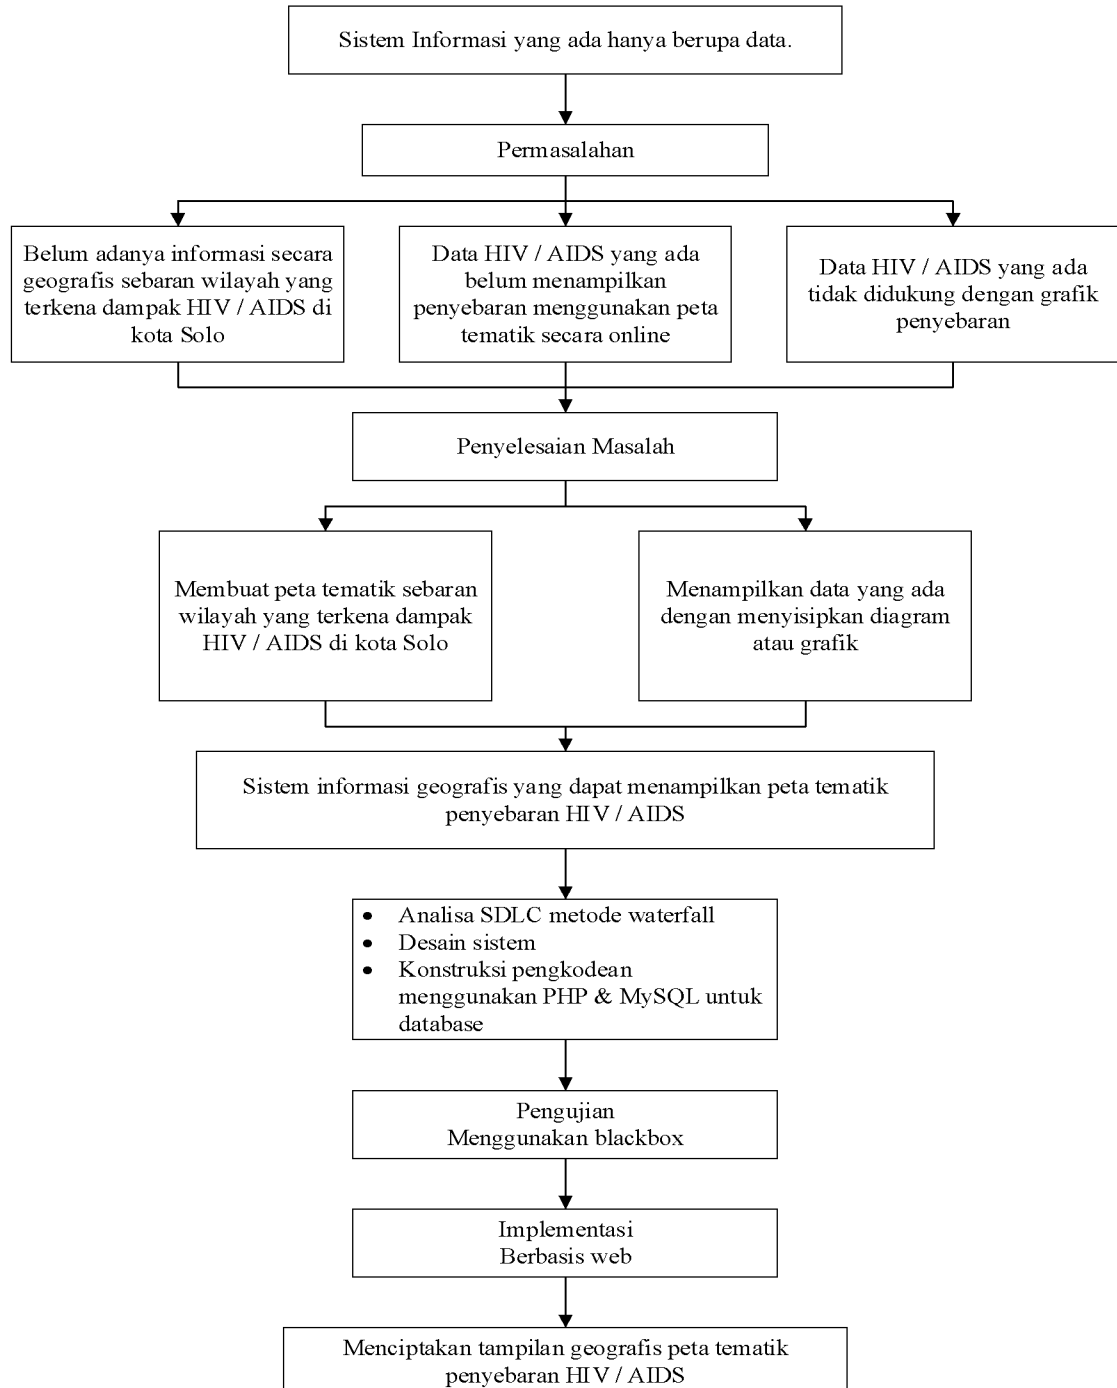 Sistem Informasi yang ada hanya berupa data.
Permasalahan
Belum adanya informasi secara
geografis sebaran wilayah yang
terkena dampak HIV / AIDS di
kota Solo
Data HIV / AIDS yang ada
belum menampilkan
penyebaran menggunakan peta
tematik secara online
Data HIV / AIDS yang ada
tidak didukung dengan grafik
penyebaran
Penyelesaian Masalah
Membuat peta tematik sebaran
wilayah yang terkena dampak
HIV / AIDS di kota Solo
Menampilkan data yang ada
dengan menyisipkan diagram
atau grafik
Sistem informasi geografis yang dapat menampilkan peta tematik
penyebaran HIV / AIDS
• Analisa SDLC metode waterfall
• Desain sistem
• Konstruksi pengkodean
menggunakan PHP & MySQL untuk
database
Pengujian
Menggunakan blackbox
Implementasi
Berbasis web
Menciptakan tampilan geografis peta tematik
penyebaran HIV / AIDS